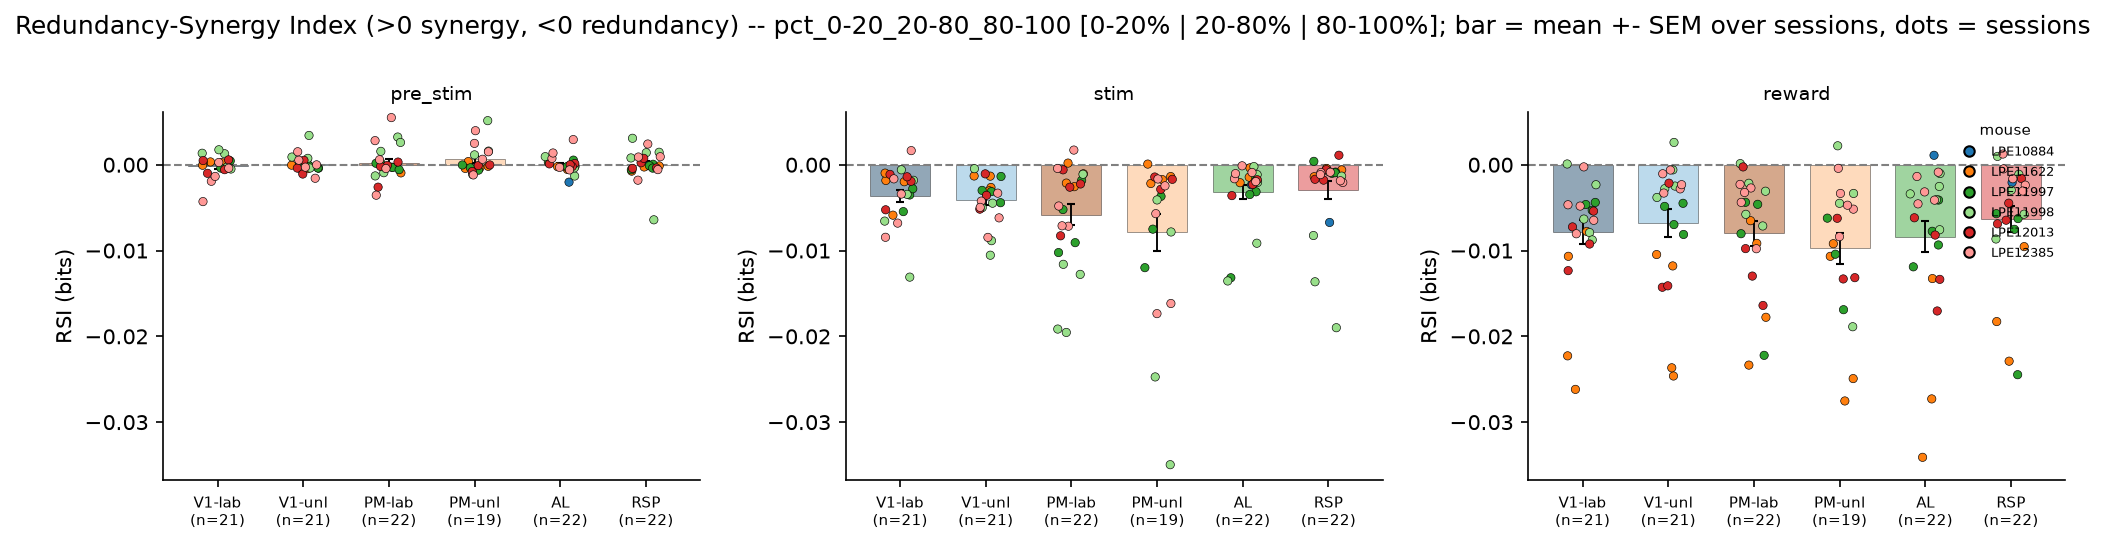 Redundancy-Synergy Index (>0 synergy, <0 redundancy) -- pct_0-20_20-80_80-100 [0-20% | 20-80% | 80-100%]; bar = mean +- SEM over sessions, dots = sessions
pre_stim
RSI (bits)
0.00
−0.01
−0.02
−0.03
V1-lab
(n=21)
V1-unl
(n=21)
PM-lab
(n=22)
PM-unl
(n=19)
AL
(n=22)
RSP
(n=22)
stim
RSI (bits)
0.00
−0.01
−0.02
−0.03
V1-lab
(n=21)
V1-unl
(n=21)
PM-lab
(n=22)
PM-unl
(n=19)
AL
(n=22)
RSP
(n=22)
reward
RSI (bits)
0.00
−0.01
−0.02
−0.03
V1-lab
(n=21)
V1-unl
(n=21)
PM-lab
(n=22)
PM-unl
(n=19)
AL
(n=22)
RSP
(n=22)
mouse
LPE10884
LPE11622
LPE11997
LPE11998
LPE12013
LPE12385